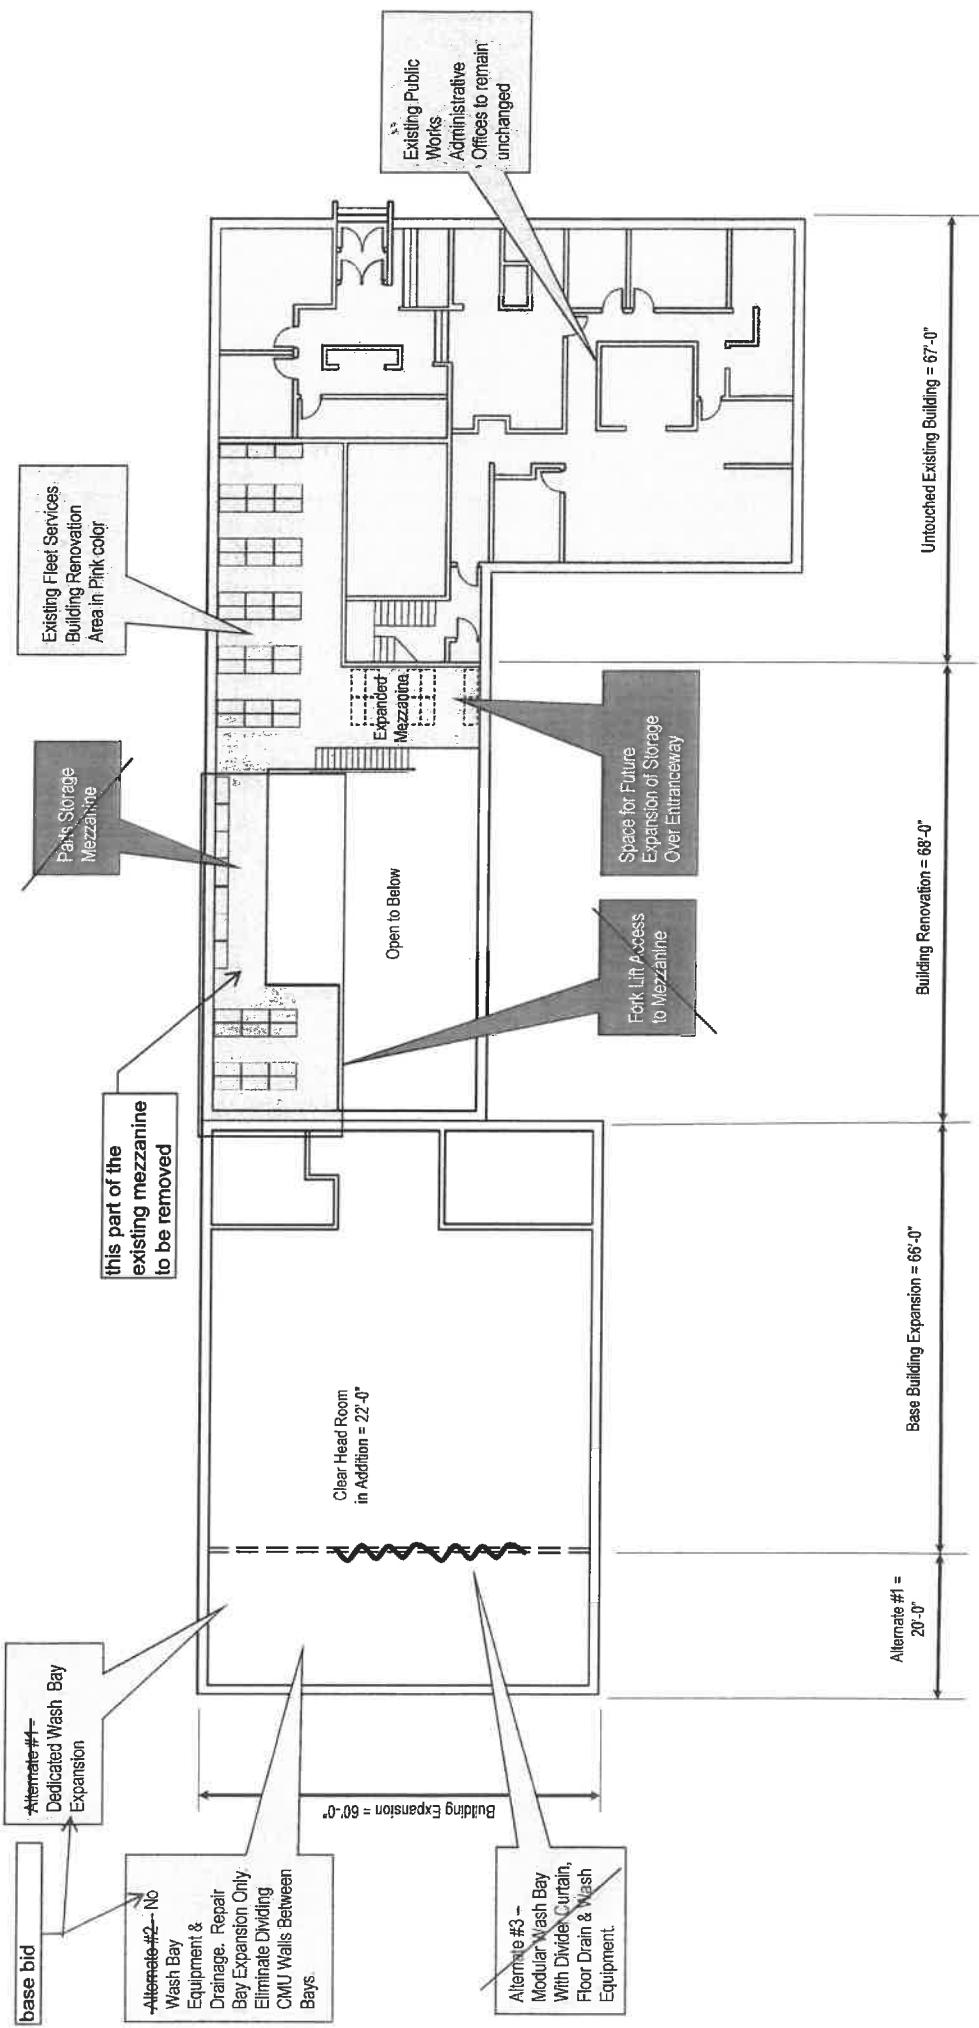 Existing Public
Works
Administrative
Offices to remain
unchanged
Existing Fleet Services
Building Renovation
Area in Pink color
Parts Storage
Mezzanine
this part of the
existing mezzanine
to be removed
Expanded
Mezzanine
Open to Below
Space for Future
Expansion of Storage
Over Entranceway
Fork Lift Access
to Mezzanine
Clear Head Room
in Addition = 22'-0"
base bid
Alternate #1 –
Dedicated Wash Bay
Expansion
Alternate #2 – No
Wash Bay
Equipment &
Drainage. Repair
Bay Expansion Only.
Eliminate Dividing
CMU Walls Between
Bays.
Alternate #3 –
Modular Wash Bay
With Divider Curtain,
Floor Drain & Wash
Equipment.
Building Expansion = 60'-0"
Alternate #1 =
20'-0"
Base Building Expansion = 66'-0"
Building Renovation = 68'-0"
Untouched Existing Building = 67'-0"